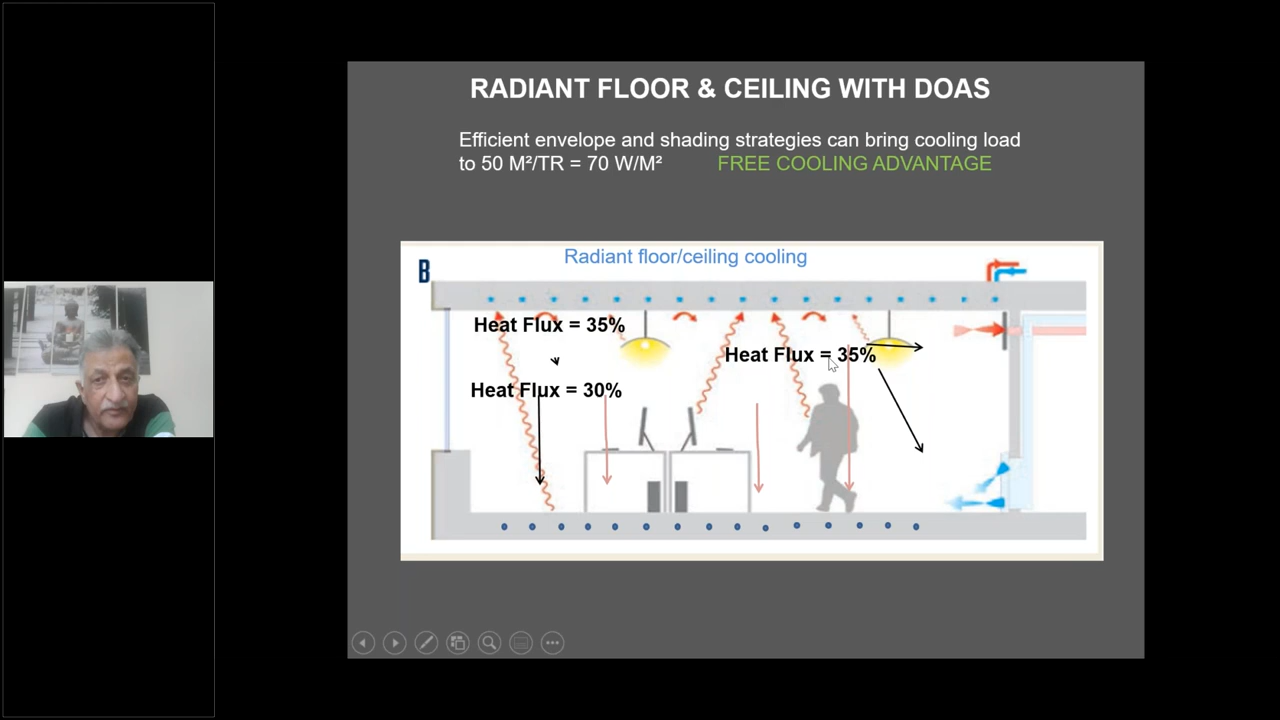 RADIANT FLOOR & CEILING WITH DOAS
Efficient envelope and shading strategies can bring cooling load
to 50 M²/TR = 70 W/M² FREE COOLING ADVANTAGE
Radiant floor/ceiling cooling
B
Heat Flux = 35%
Heat Flux = 35%
Heat Flux = 30%